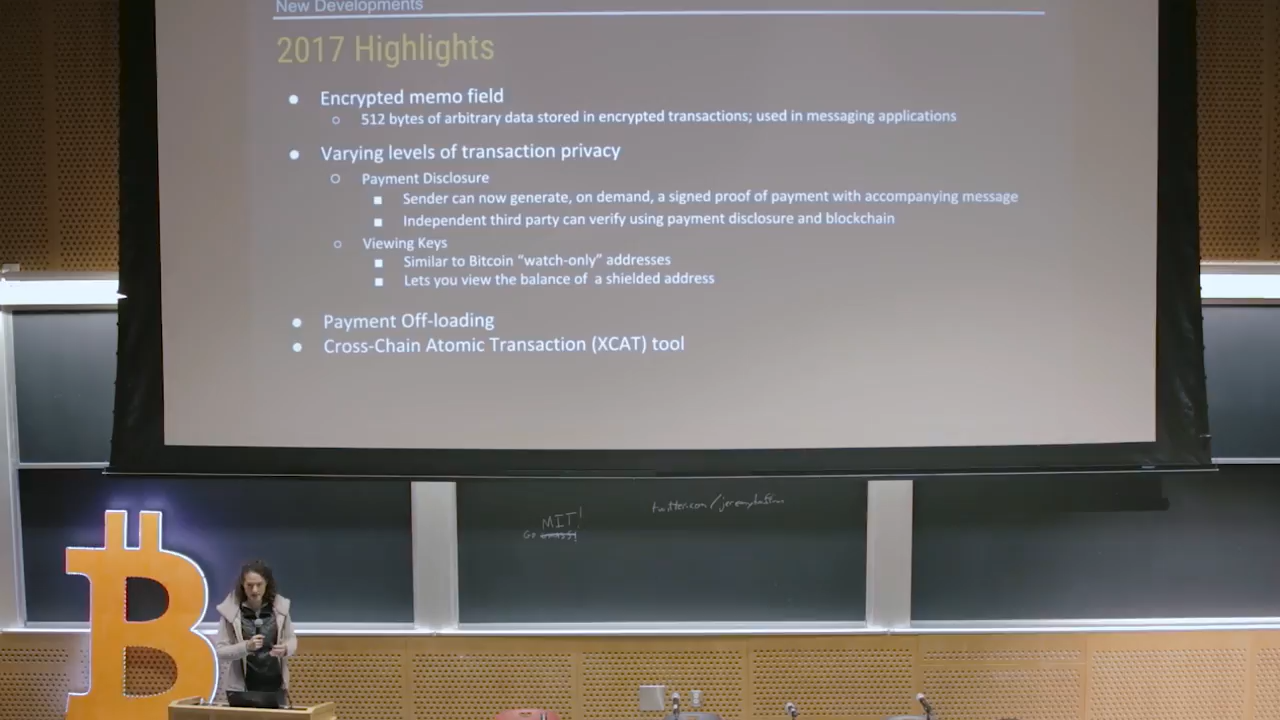 New Developments
2017 Highlights
● Encrypted memo field
○ 512 bytes of arbitrary data stored in encrypted transactions; used in messaging applications
● Varying levels of transaction privacy
○ Payment Disclosure
■ Sender can now generate, on demand, a signed proof of payment with accompanying message
■ Independent third party can verify using payment disclosure and blockchain
○ Viewing Keys
■ Similar to Bitcoin “watch-only” addresses
■ Lets you view the balance of a shielded address
● Payment Off-loading
● Cross-Chain Atomic Transaction (XCAT) tool
twitter.com/
MIT!
Go